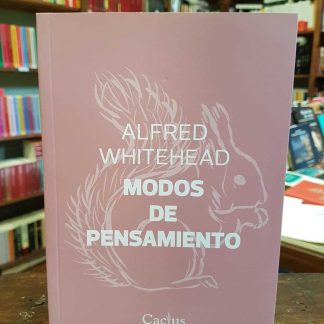 ALFRED
WHITEHEAD
MODOS
DE
PENSAMIENTO
Cactus